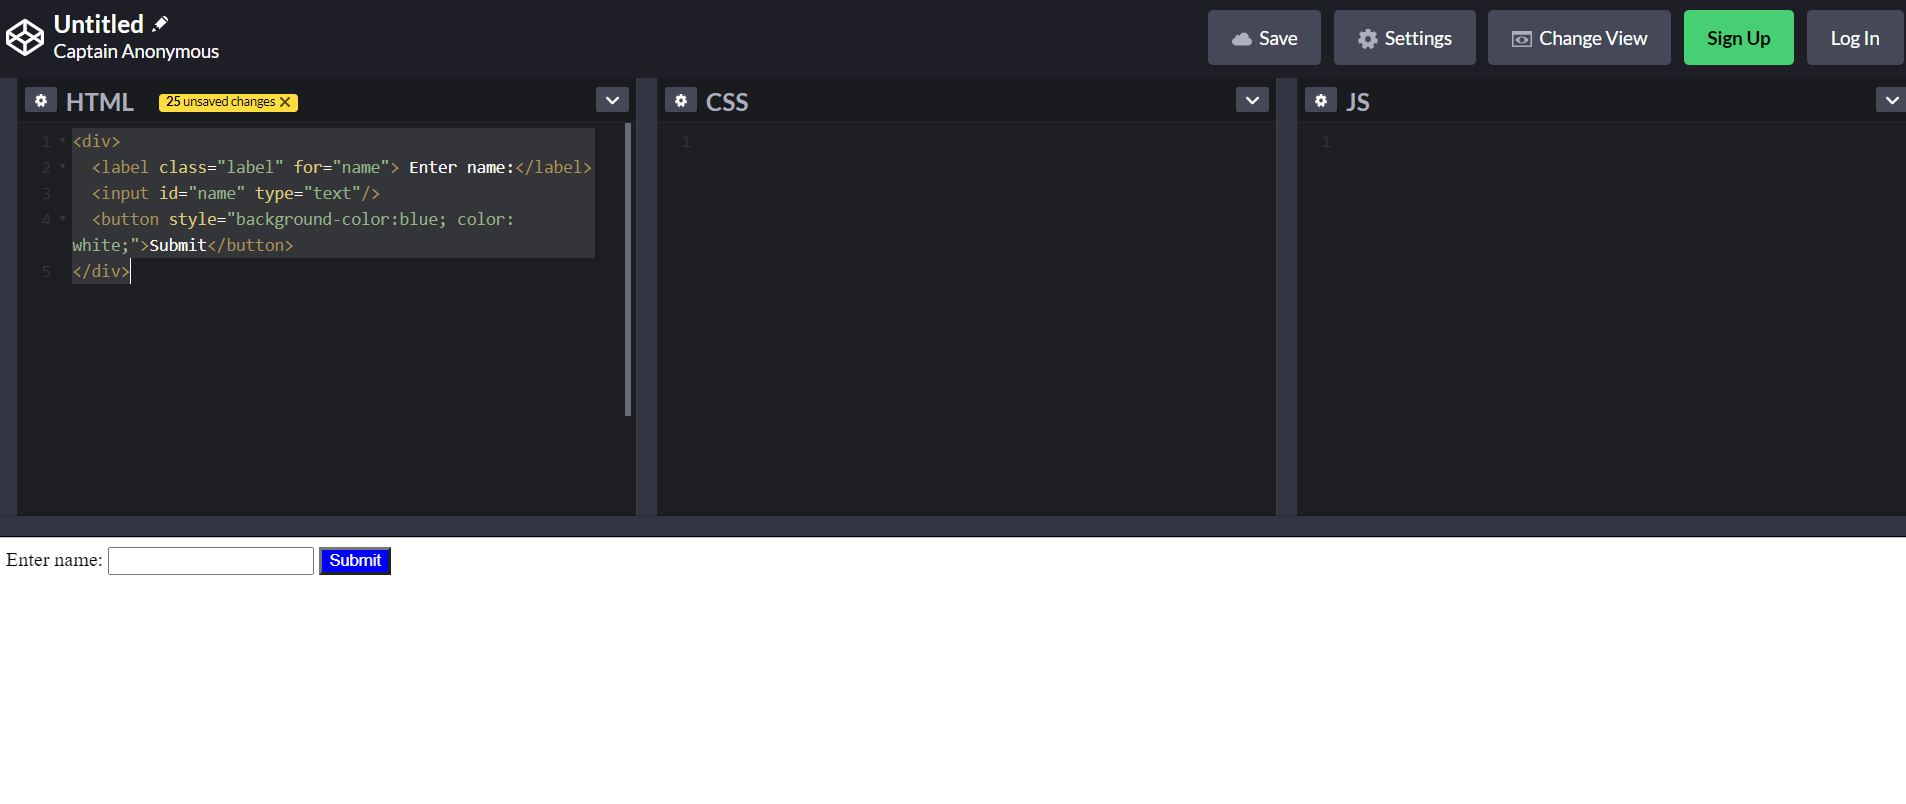 Untitled
Captain Anonymous
Save
Settings
Change View
Sign Up
Log In
HTML
25 unsaved changes ✕
CSS
JS
1 <div>
2   <label class="label" for="name"> Enter name:</label>
3   <input id="name" type="text"/>
4   <button style="background-color:blue; color:
white;">Submit</button>
5 </div>
1
1
Enter name:
Submit